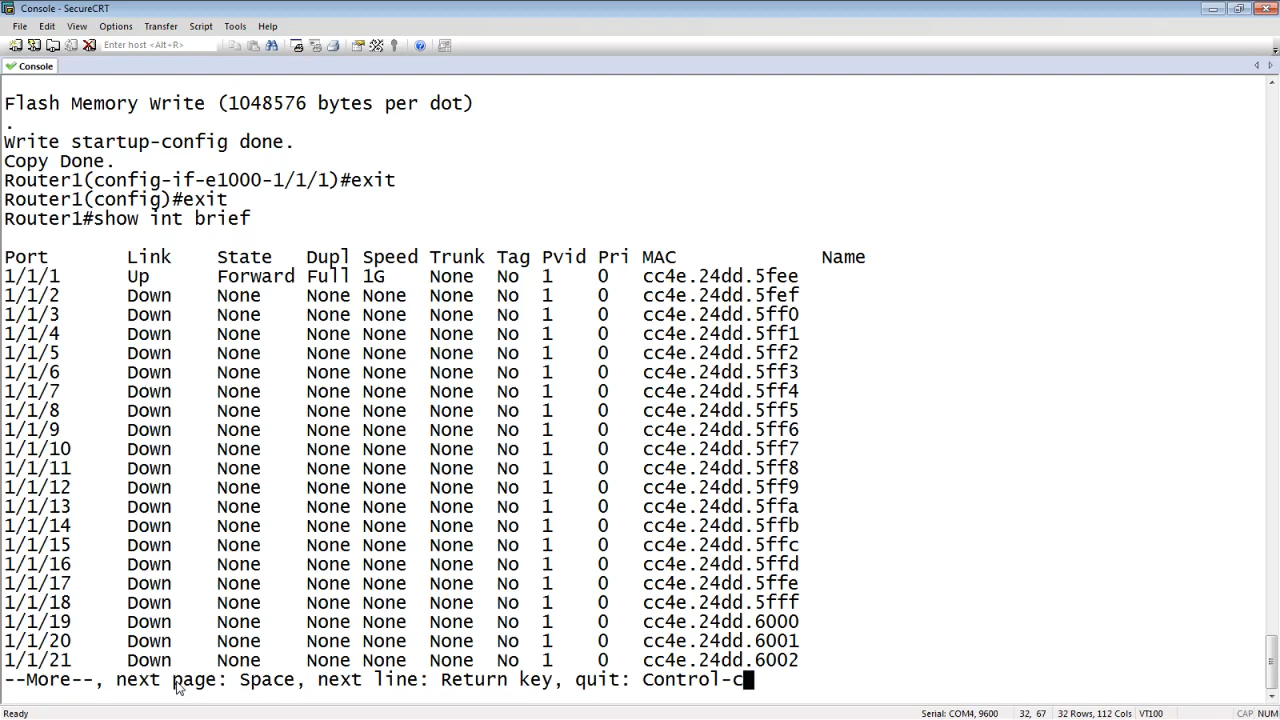 Console - SecureCRT
File Edit View Options Transfer Script Tools Help
Enter host <Alt+R>
Console
Flash Memory Write (1048576 bytes per dot)
.
Write startup-config done.
Copy Done.
Router1(config-if-e1000-1/1/1)#exit
Router1(config)#exit
Router1#show int brief
Port Link State Dupl Speed Trunk Tag Pvid Pri MAC Name
1/1/1 Up Forward Full 1G None No 1 0 cc4e.24dd.5fee
1/1/2 Down None None None None No 1 0 cc4e.24dd.5fef
1/1/3 Down None None None None No 1 0 cc4e.24dd.5ff0
1/1/4 Down None None None None No 1 0 cc4e.24dd.5ff1
1/1/5 Down None None None None No 1 0 cc4e.24dd.5ff2
1/1/6 Down None None None None No 1 0 cc4e.24dd.5ff3
1/1/7 Down None None None None No 1 0 cc4e.24dd.5ff4
1/1/8 Down None None None None No 1 0 cc4e.24dd.5ff5
1/1/9 Down None None None None No 1 0 cc4e.24dd.5ff6
1/1/10 Down None None None None No 1 0 cc4e.24dd.5ff7
1/1/11 Down None None None None No 1 0 cc4e.24dd.5ff8
1/1/12 Down None None None None No 1 0 cc4e.24dd.5ff9
1/1/13 Down None None None None No 1 0 cc4e.24dd.5ffa
1/1/14 Down None None None None No 1 0 cc4e.24dd.5ffb
1/1/15 Down None None None None No 1 0 cc4e.24dd.5ffc
1/1/16 Down None None None None No 1 0 cc4e.24dd.5ffd
1/1/17 Down None None None None No 1 0 cc4e.24dd.5ffe
1/1/18 Down None None None None No 1 0 cc4e.24dd.5fff
1/1/19 Down None None None None No 1 0 cc4e.24dd.6000
1/1/20 Down None None None None No 1 0 cc4e.24dd.6001
1/1/21 Down None None None None No 1 0 cc4e.24dd.6002
--More--, next page: Space, next line: Return key, quit: Control-c
Ready Serial: COM4, 9600 32, 67 32 Rows, 112 Cols VT100 CAP NUM